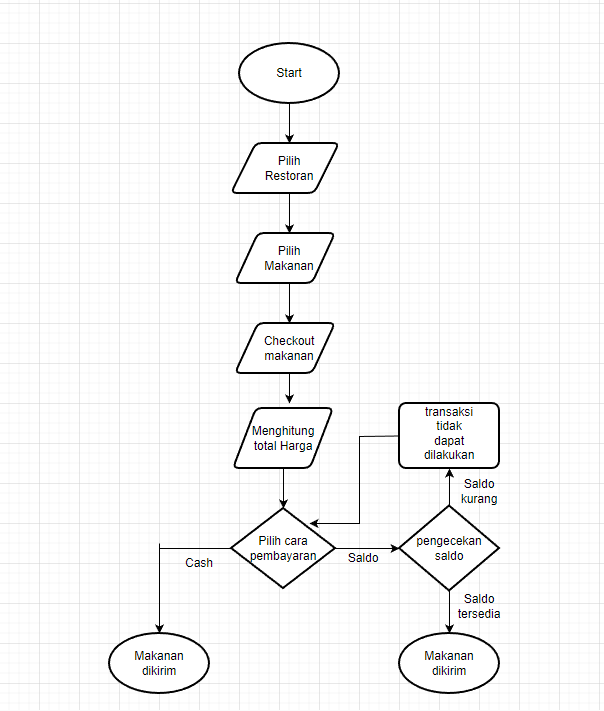 Start
Pilih
Restoran
Pilih
Makanan
Checkout
makanan
Menghitung
total Harga
transaksi
tidak
dapat
dilakukan
Saldo
kurang
Pilih cara
pembayaran
Cash
Saldo
pengecekan
saldo
Saldo
tersedia
Makanan
dikirim
Makanan
dikirim